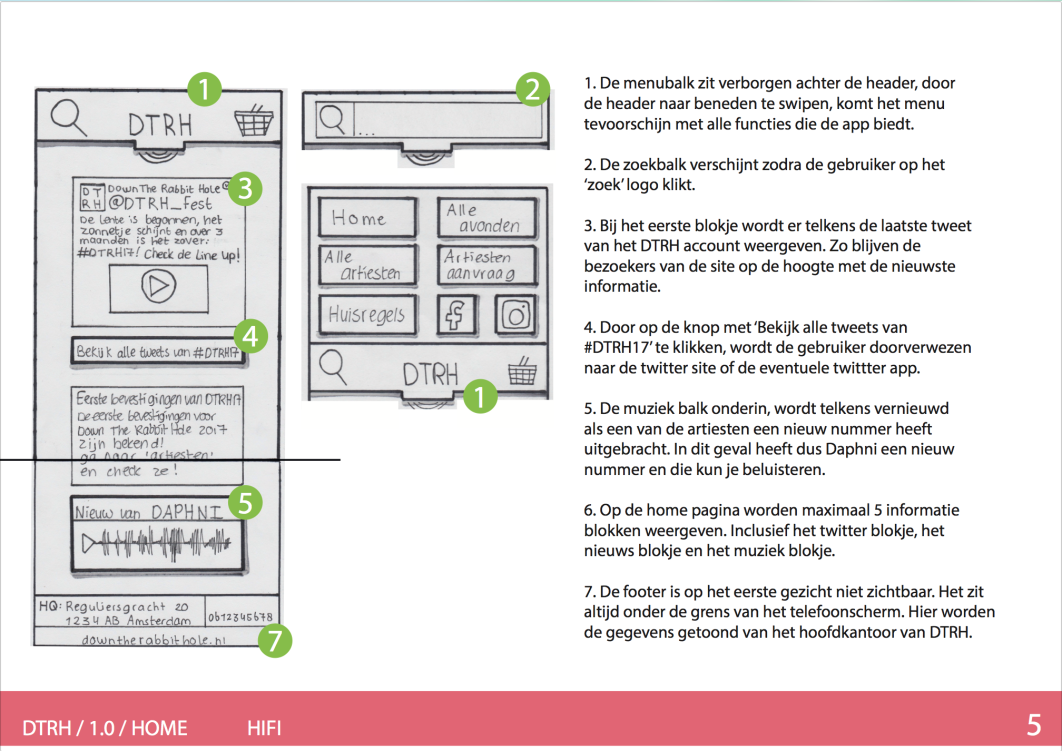 1
DTRH
3
D T
R H
Down The Rabbit Hole
@DTRH_Fest
De lente is begonnen, het
zonnetje schijnt en over 3
maanden is het zover:
#DTRH17! Check de Line up!
4
Bekijk alle tweets van #DTRH17
Eerste bevestigingen van DTRH17
De eerste bevestigingen voor
Down The Rabbit Hole 2017
zijn bekend!
ga naar 'artiesten'
en check ze!
5
Nieuw van DAPHNI
HQ: Reguliersgracht 20
1234 AB Amsterdam
0612345678
downtherabbithole.nl
7
2
...
Home
Alle
avonden
Alle
artiesten
Artiesten
aanvraag
Huisregels
DTRH
1
1. De menubalk zit verborgen achter de header, door
de header naar beneden te swipen, komt het menu
tevoorschijn met alle functies die de app biedt.
2. De zoekbalk verschijnt zodra de gebruiker op het
‘zoek’ logo klikt.
3. Bij het eerste blokje wordt er telkens de laatste tweet
van het DTRH account weergeven. Zo blijven de
bezoekers van de site op de hoogte met de nieuwste
informatie.
4. Door op de knop met ‘Bekijk alle tweets van
#DTRH17’ te klikken, wordt de gebruiker doorverwezen
naar de twitter site of de eventuele twittter app.
5. De muziek balk onderin, wordt telkens vernieuwd
als een van de artiesten een nieuw nummer heeft
uitgebracht. In dit geval heeft dus Daphni een nieuw
nummer en die kun je beluisteren.
6. Op de home pagina worden maximaal 5 informatie
blokken weergeven. Inclusief het twitter blokje, het
nieuws blokje en het muziek blokje.
7. De footer is op het eerste gezicht niet zichtbaar. Het zit
altijd onder de grens van het telefoonscherm. Hier worden
de gegevens getoond van het hoofdkantoor van DTRH.
DTRH / 1.0 / HOME
HIFI
5